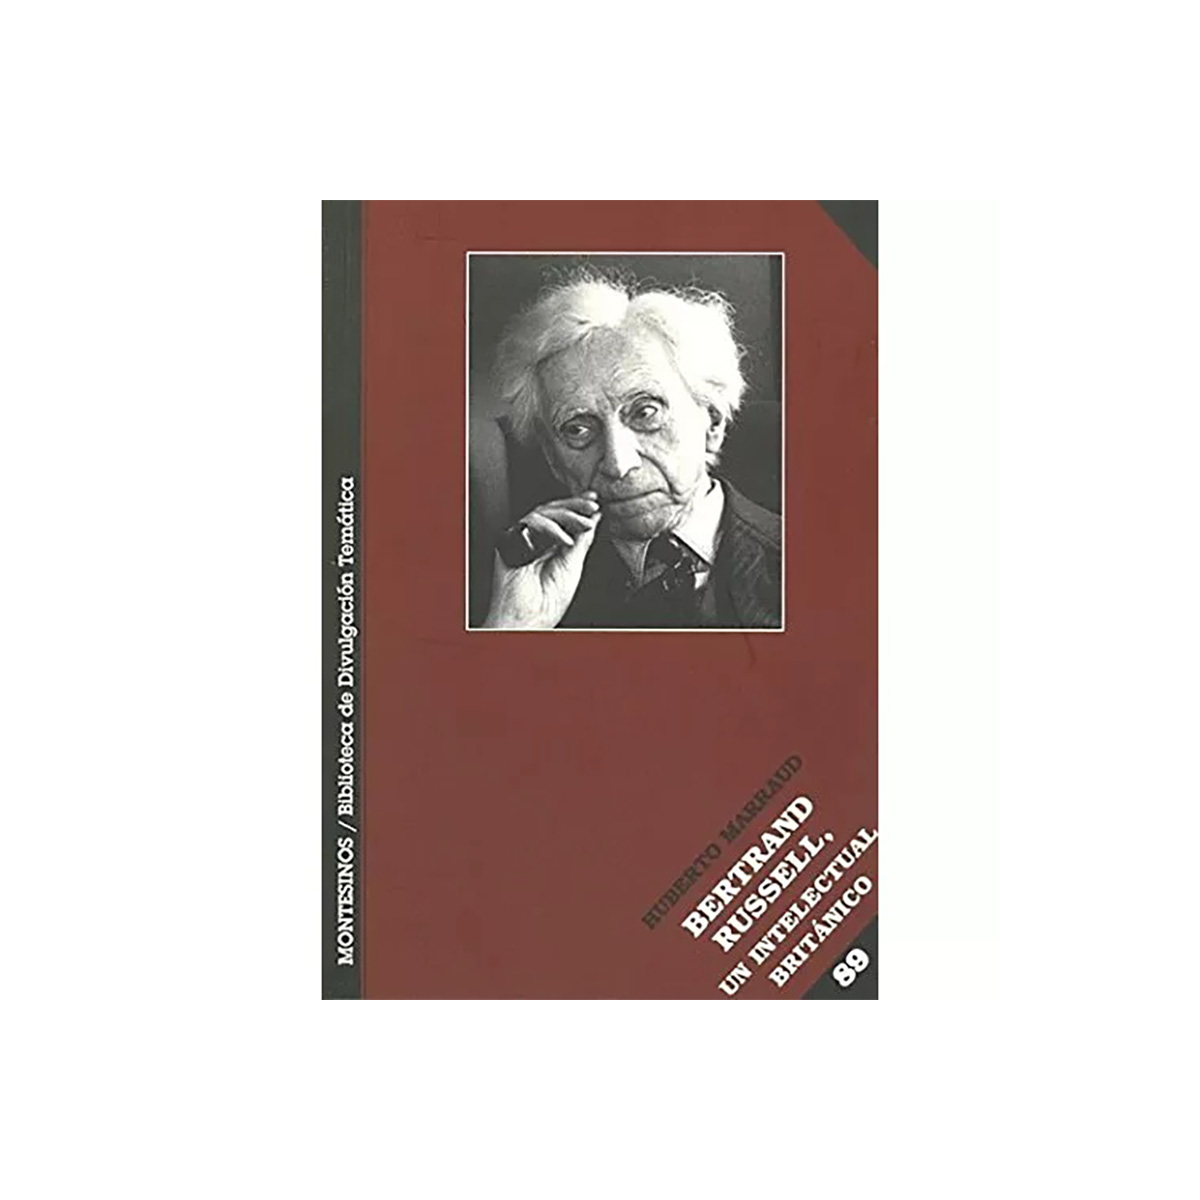 MONTESINOS / Biblioteca de Divulgación Temática
HUBERTO MARRAUD
BERTRAND
RUSSELL,
UN INTELECTUAL
BRITÁNICO
89